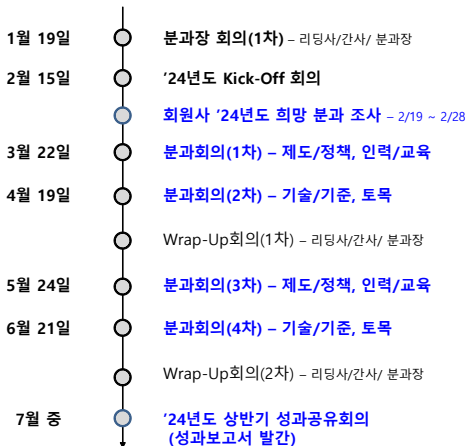 1월 19일 분과장 회의(1차) – 리딩사/간사/ 분과장
2월 15일 ’24년도 Kick-Off 회의
회원사 ’24년도 희망 분과 조사 – 2/19 ~ 2/28
3월 22일 분과회의(1차) – 제도/정책, 인력/교육
4월 19일 분과회의(2차) – 기술/기준, 토목
Wrap-Up회의(1차) – 리딩사/간사/ 분과장
5월 24일 분과회의(3차) – 제도/정책, 인력/교육
6월 21일 분과회의(4차) – 기술/기준, 토목
Wrap-Up회의(2차) – 리딩사/간사/ 분과장
7월 중 ’24년도 상반기 성과공유회의
(성과보고서 발간)